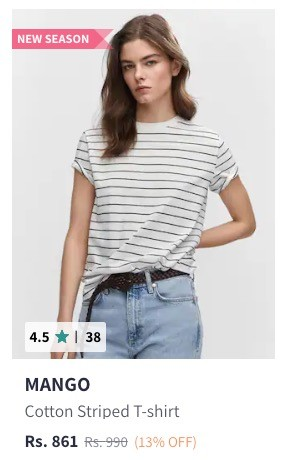 NEW SEASON
4.5 ★ | 38
MANGO
Cotton Striped T-shirt
Rs. 861 Rs. 990 (13% OFF)